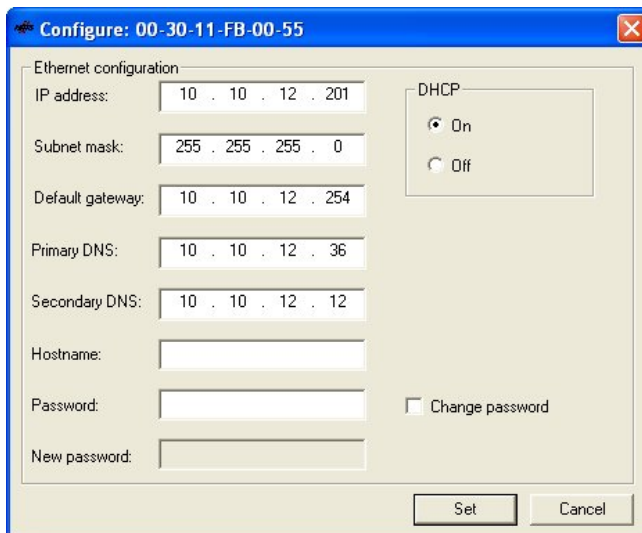 Configure: 00-30-11-FB-00-55
Ethernet configuration
IP address: 10 . 10 . 12 . 201
DHCP
On
Subnet mask: 255 . 255 . 255 . 0
Off
Default gateway: 10 . 10 . 12 . 254
Primary DNS: 10 . 10 . 12 . 36
Secondary DNS: 10 . 10 . 12 . 12
Hostname:
Password:
Change password
New password:
Set
Cancel